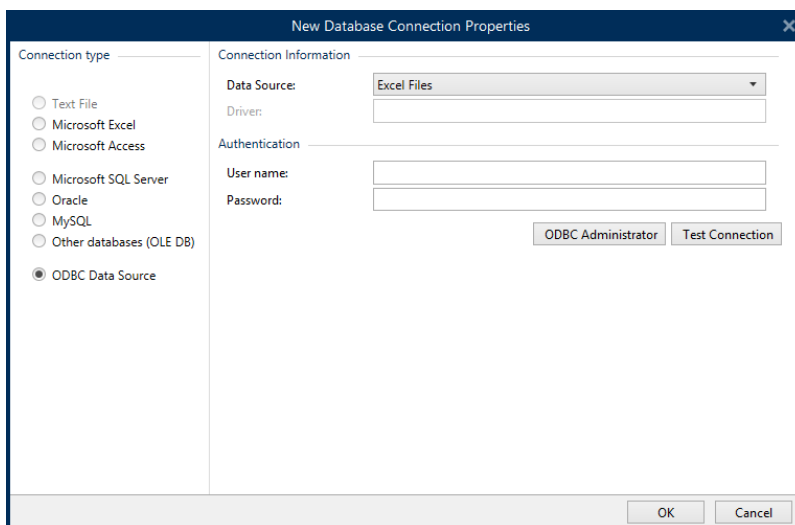 New Database Connection Properties
Connection type
Text File
Microsoft Excel
Microsoft Access
Microsoft SQL Server
Oracle
MySQL
Other databases (OLE DB)
ODBC Data Source
Connection Information
Data Source: Excel Files
Driver:
Authentication
User name:
Password:
ODBC Administrator Test Connection
OK Cancel